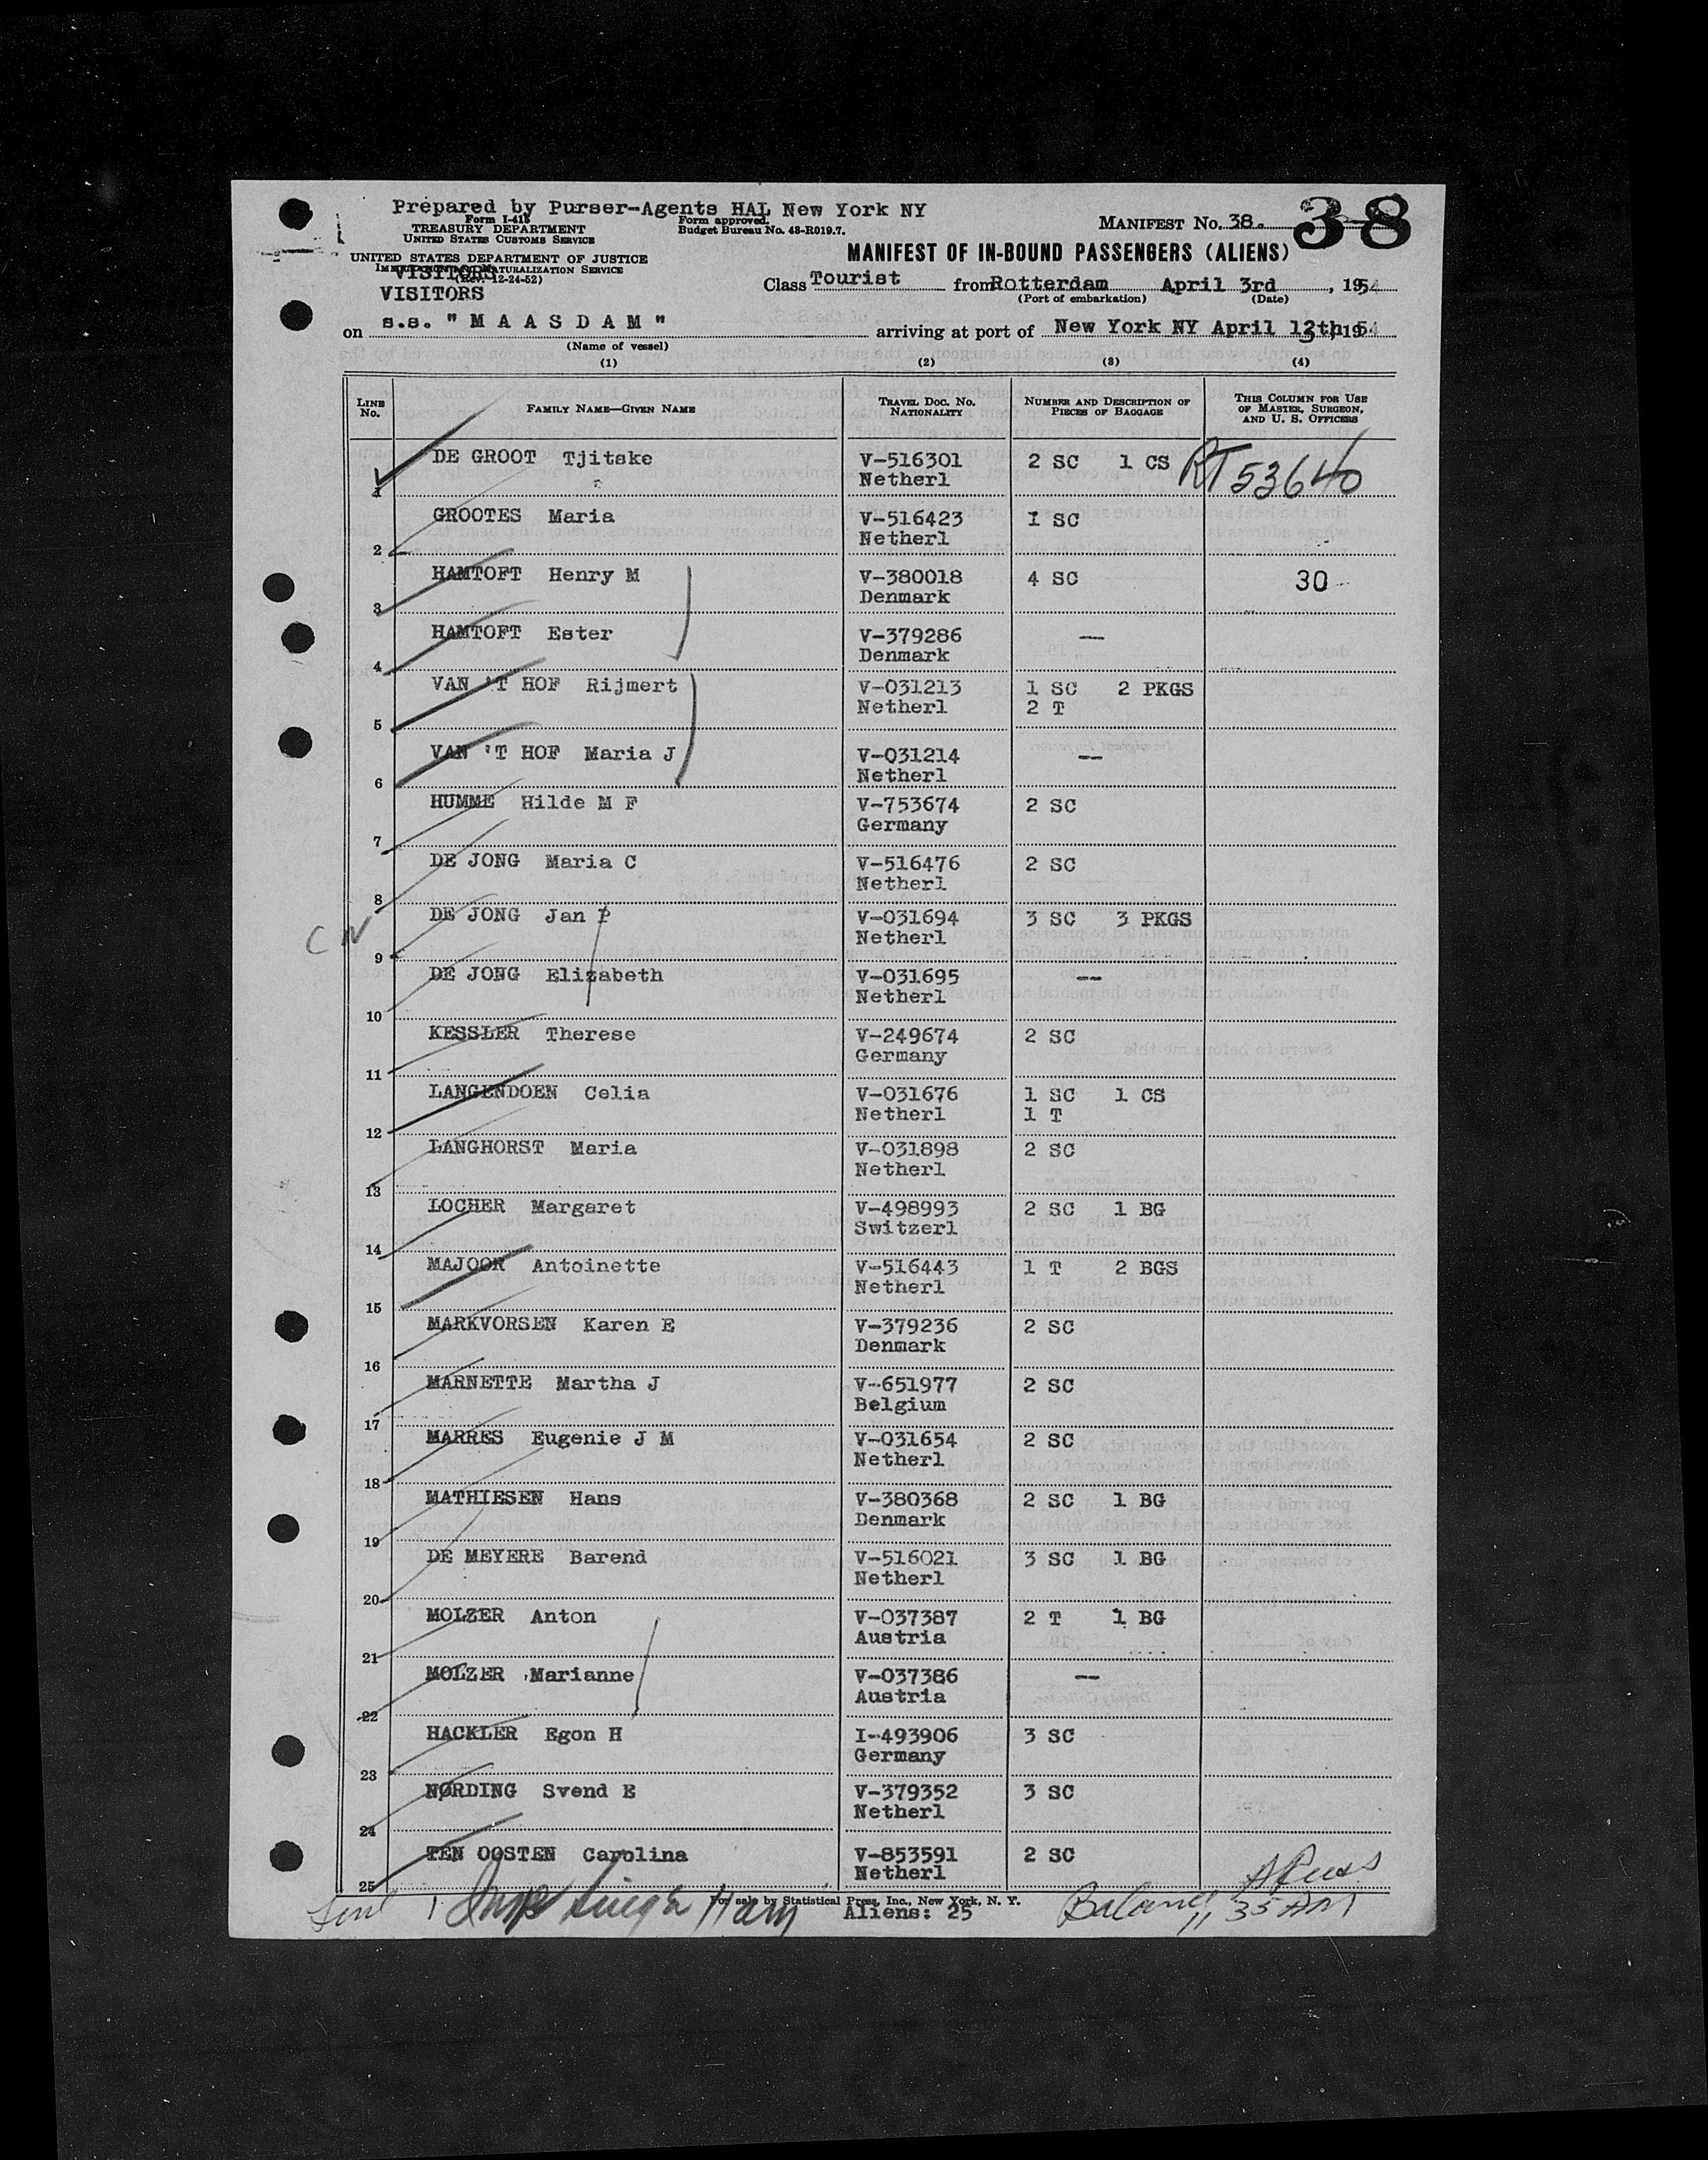 Prepared by Purser-Agents HAL New York NY
Form I-418
TREASURY DEPARTMENT
UNITED STATES CUSTOMS SERVICE
Form approved.
Budget Bureau No. 43-R019.7.
MANIFEST No. 38.
38
UNITED STATES DEPARTMENT OF JUSTICE
IMMIGRATION AND NATURALIZATION SERVICE
(Rev. 12-24-52)
VISITORS
VISITORS
MANIFEST OF IN-BOUND PASSENGERS (ALIENS)
Class Tourist from Rotterdam April 3rd , 1954
(Port of embarkation) (Date)
on s.s. " M A A S D A M " arriving at port of New York NY April 12th, 1954
(Name of vessel)
(1) (2) (3) (4)
LINE No. FAMILY NAME—GIVEN NAME TRAVEL DOC. No. NATIONALITY NUMBER AND DESCRIPTION OF PIECES OF BAGGAGE THIS COLUMN FOR USE OF MASTER, SURGEON, AND U. S. OFFICERS
1 DE GROOT Tjitske V-516301 2 SC 1 CS RT 53640
Netherl
2 GROOTES Maria V-516423 1 SC
Netherl
3 HAMTOFT Henry M V-380018 4 SC 30
Denmark
4 HAMTOFT Ester V-379286 —
Denmark
5 VAN 'T HOF Rijmert V-031213 1 SC 2 PKGS
Netherl 2 T
6 VAN 'T HOF Maria J V-031214 —
Netherl
7 HUMME Hilde M F V-753674 2 SC
Germany
8 DE JONG Maria C V-516476 2 SC
Netherl
CN
9 DE JONG Jan P V-031694 3 SC 3 PKGS
Netherl
10 DE JONG Elizabeth V-031695 —
Netherl
11 KESSLER Therese V-249674 2 SC
Germany
12 LANGENDOEN Celia V-031676 1 SC 1 CS
Netherl 1 T
13 LANGHORST Maria V-031898 2 SC
Netherl
14 LOCHER Margaret V-498993 2 SC 1 BG
Switzerl
15 MAJOOR Antoinette V-516443 1 T 2 BGS
Netherl
16 MARKVORSEN Karen E V-379236 2 SC
Denmark
17 MARNETTE Martha J V-651977 2 SC
Belgium
18 MARRES Eugenie J M V-031654 2 SC
Netherl
19 MATHIESEN Hans V-380368 2 SC 1 BG
Denmark
20 DE MEYERE Barend V-516021 3 SC 1 BG
Netherl
21 MOLZER Anton V-037387 2 T 1 BG
Austria
22 MOLZER Marianne V-037386 —
Austria
23 HACKLER Egon H I-493906 3 SC
Germany
24 NØRDING Svend E V-379352 3 SC
Netherl
25 TEN OOSTEN Carolina V-853591 2 SC
Netherl
For sale by Statistical Press, Inc., New York, N. Y.
Aliens: 25
11 35 AM